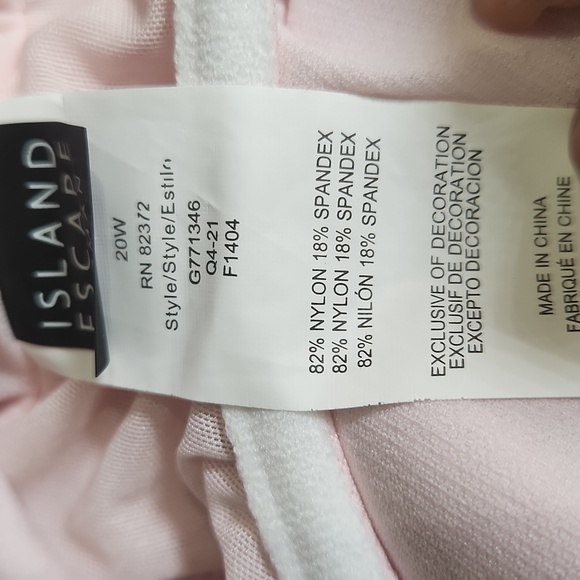 ISLAND
ESCAPE
20W
RN 82372
Style/Style/Estilo
G771346
Q4-21
F1404
82% NYLON 18% SPANDEX
82% NYLON 18% SPANDEX
82% NILÓN 18% SPANDEX
EXCLUSIVE OF DECORATION
EXCLUSIF DE DECORATION
EXCEPTO DECORACION
MADE IN CHINA
FABRIQUÉ EN CHINE